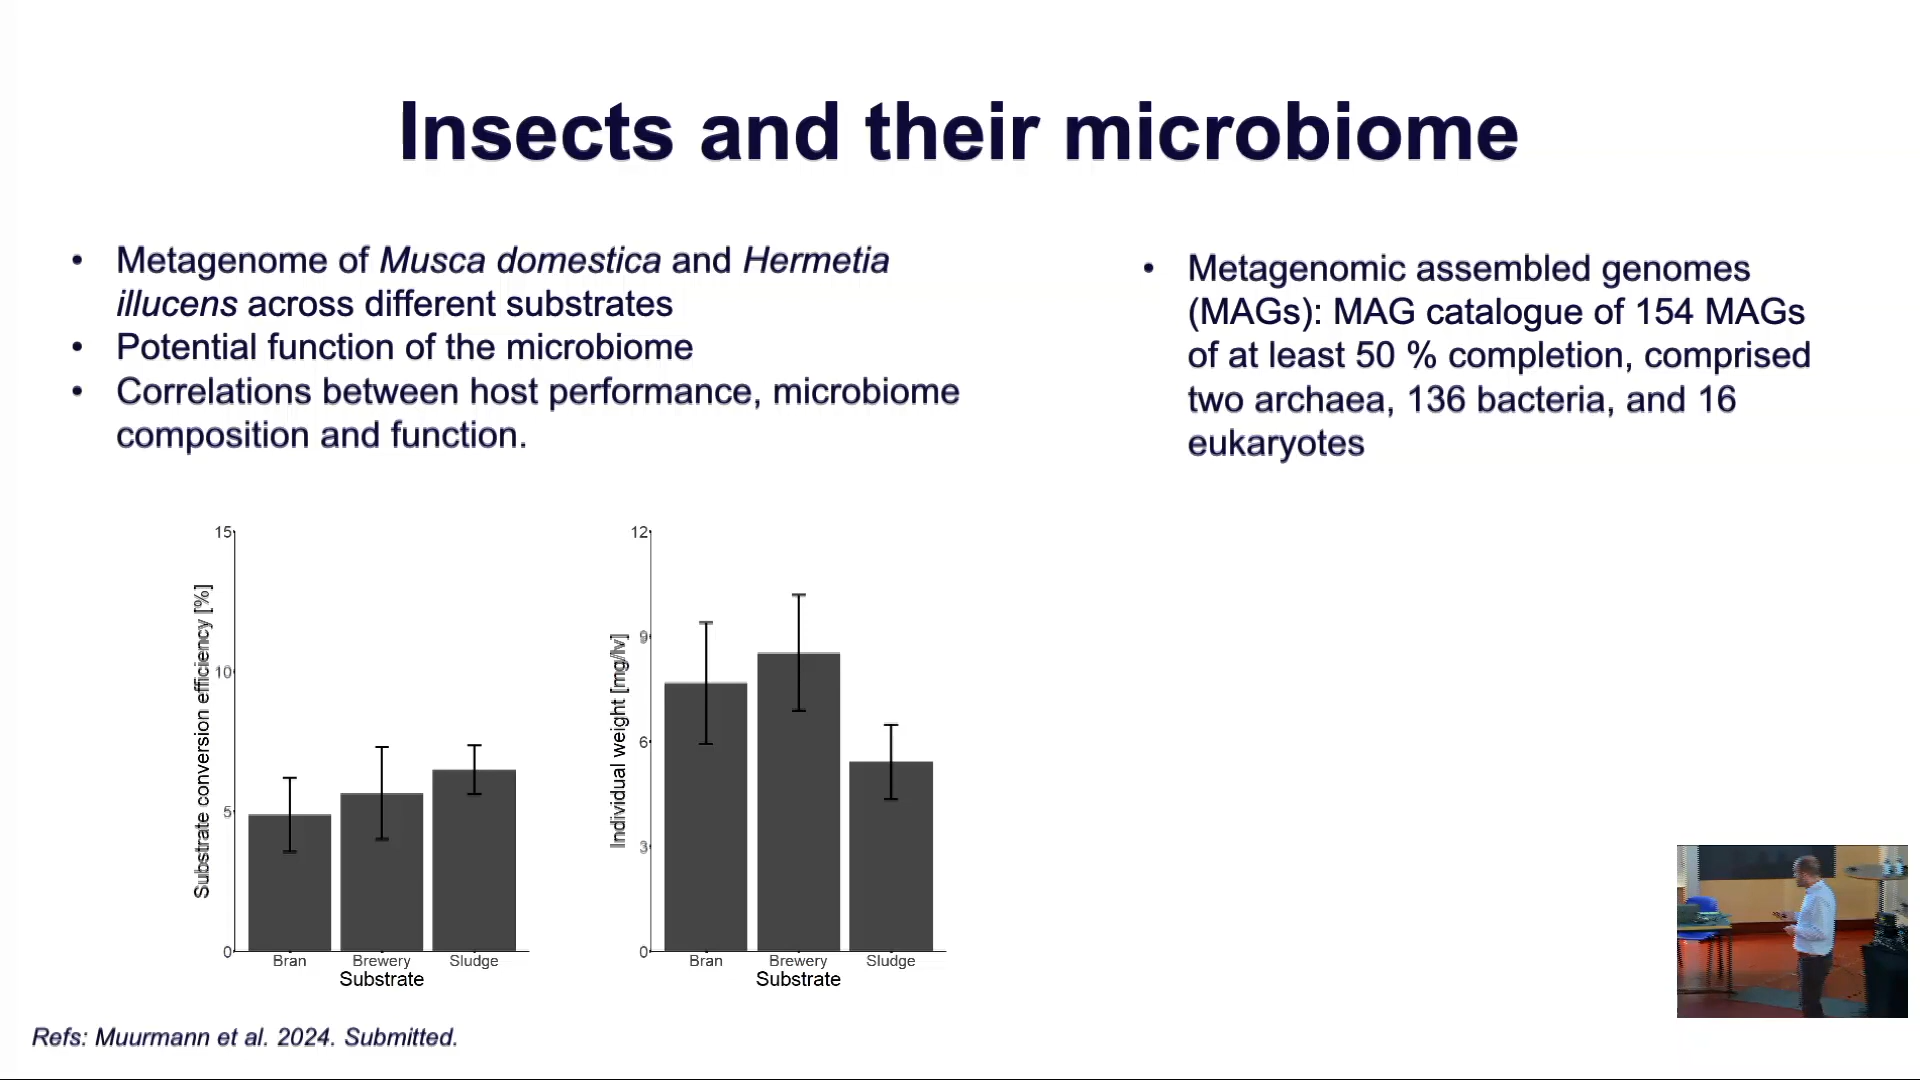 Insects and their microbiome
• Metagenome of Musca domestica and Hermetia
illucens across different substrates
• Potential function of the microbiome
• Correlations between host performance, microbiome
composition and function.
• Metagenomic assembled genomes
(MAGs): MAG catalogue of 154 MAGs
of at least 50 % completion, comprised
two archaea, 136 bacteria, and 16
eukaryotes
Substrate conversion efficiency [%]
15
10
5
0
Bran Brewery Sludge
Substrate
Individual weight [mg/lv]
12
9
6
3
0
Bran Brewery Sludge
Substrate
Refs: Muurmann et al. 2024. Submitted.